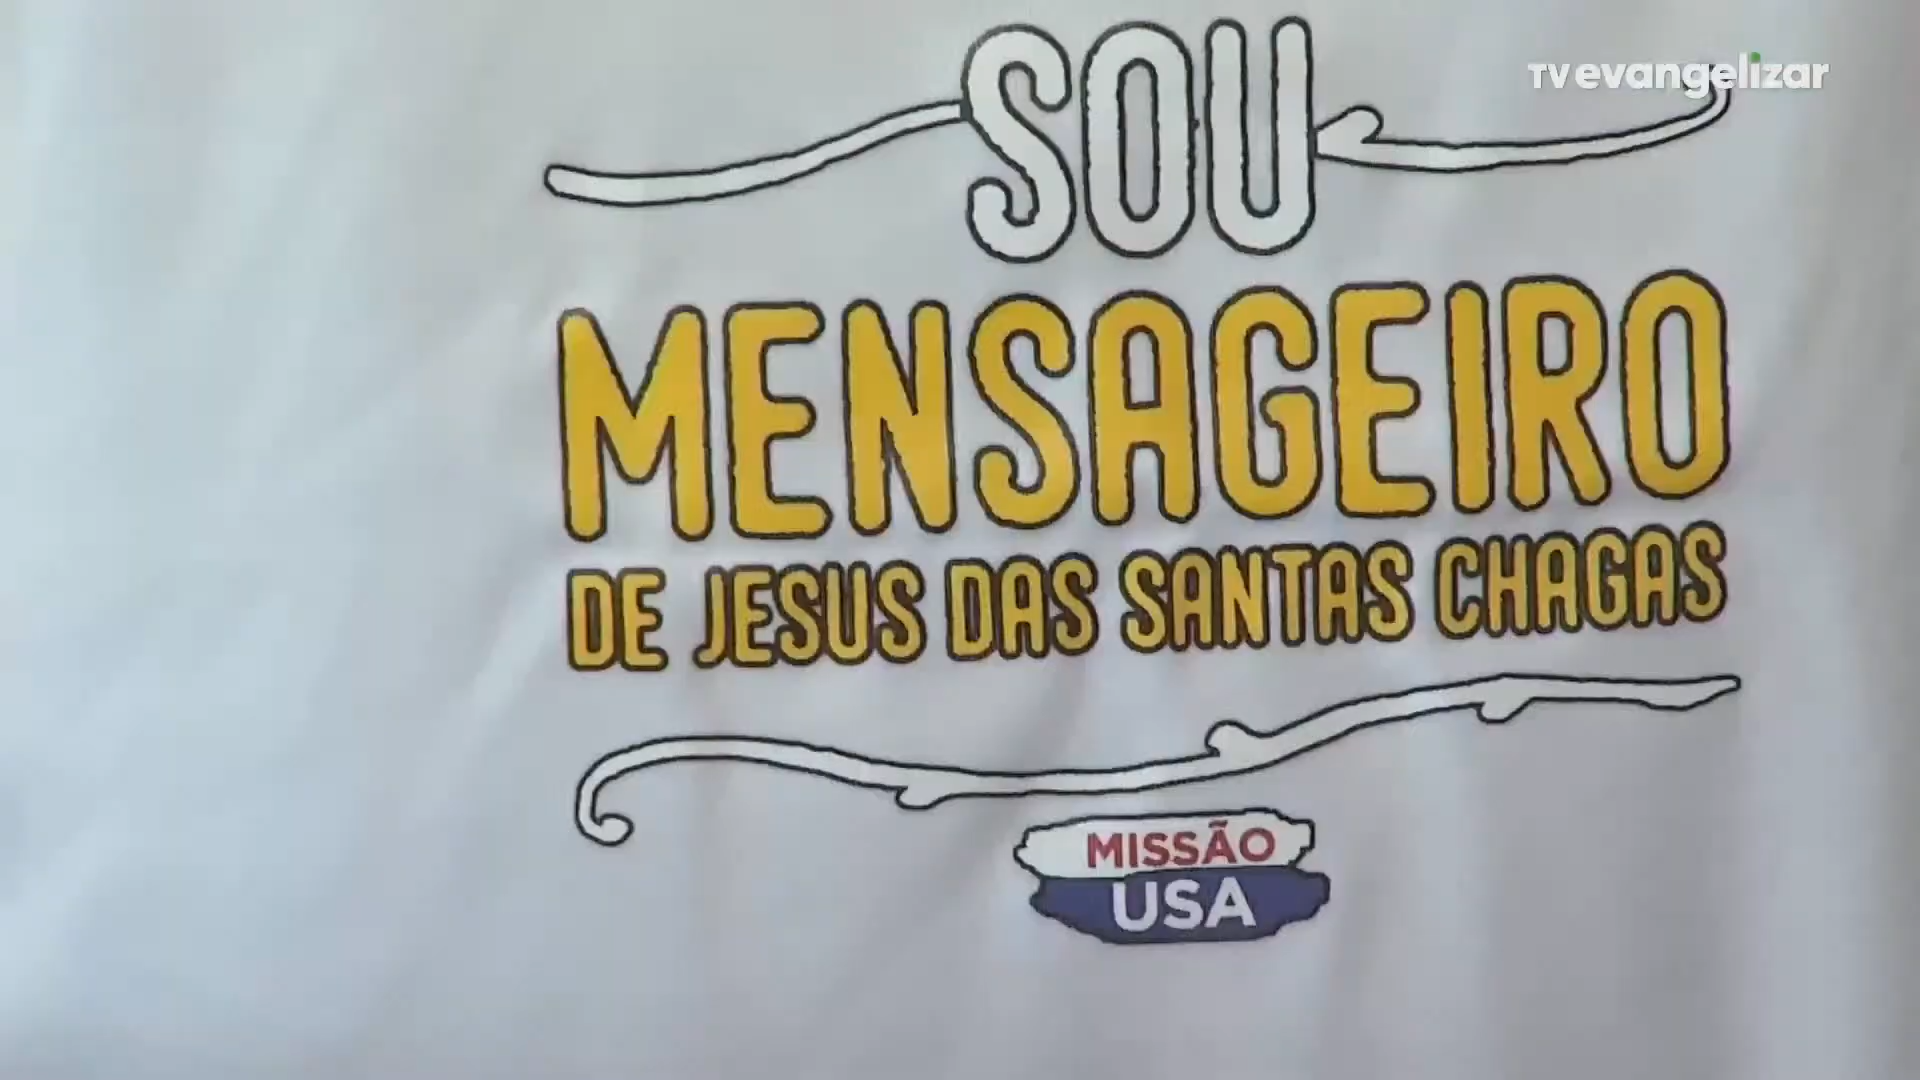 TVevangelizar
SOU
MENSAGEIRO
DE JESUS DAS SANTAS CHAGAS
MISSÃO
USA